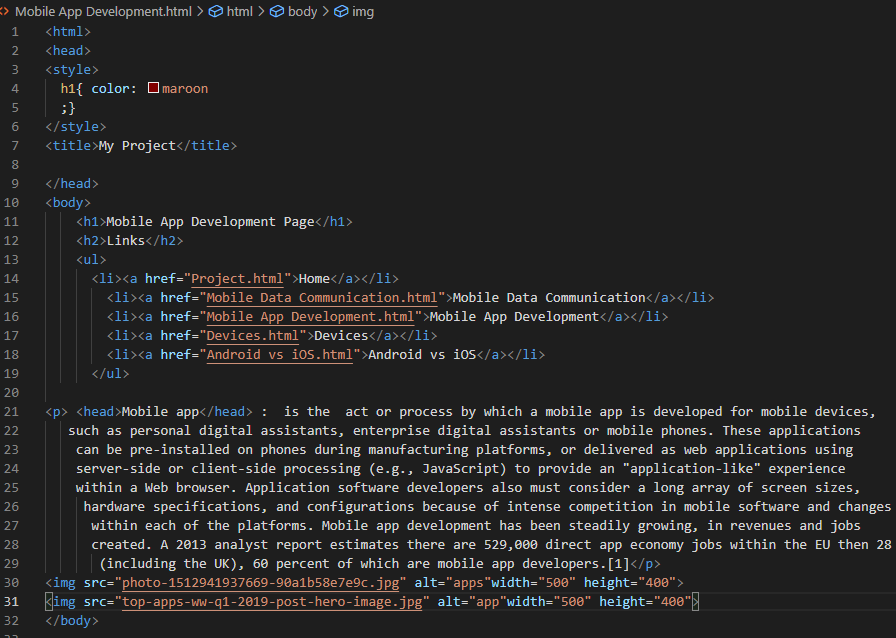 Mobile App Development.html > html > body > img
1 <html>
2 <head>
3 <style>
4 h1{ color: maroon
5 ;}
6 </style>
7 <title>My Project</title>
8
9 </head>
10 <body>
11 <h1>Mobile App Development Page</h1>
12 <h2>Links</h2>
13 <ul>
14 <li><a href="Project.html">Home</a></li>
15 <li><a href="Mobile Data Communication.html">Mobile Data Communication</a></li>
16 <li><a href="Mobile App Development.html">Mobile App Development</a></li>
17 <li><a href="Devices.html">Devices</a></li>
18 <li><a href="Android vs iOS.html">Android vs iOS</a></li>
19 </ul>
20
21 <p> <head>Mobile app</head> :  is the  act or process by which a mobile app is developed for mobile devices,
22 such as personal digital assistants, enterprise digital assistants or mobile phones. These applications
23 can be pre-installed on phones during manufacturing platforms, or delivered as web applications using
24 server-side or client-side processing (e.g., JavaScript) to provide an "application-like" experience
25 within a Web browser. Application software developers also must consider a long array of screen sizes,
26 hardware specifications, and configurations because of intense competition in mobile software and changes
27 within each of the platforms. Mobile app development has been steadily growing, in revenues and jobs
28 created. A 2013 analyst report estimates there are 529,000 direct app economy jobs within the EU then 28
29 (including the UK), 60 percent of which are mobile app developers.[1]</p>
30 <img src="photo-1512941937669-90a1b58e7e9c.jpg" alt="apps"width="500" height="400">
31 <img src="top-apps-ww-q1-2019-post-hero-image.jpg" alt="app"width="500" height="400">
32 </body>